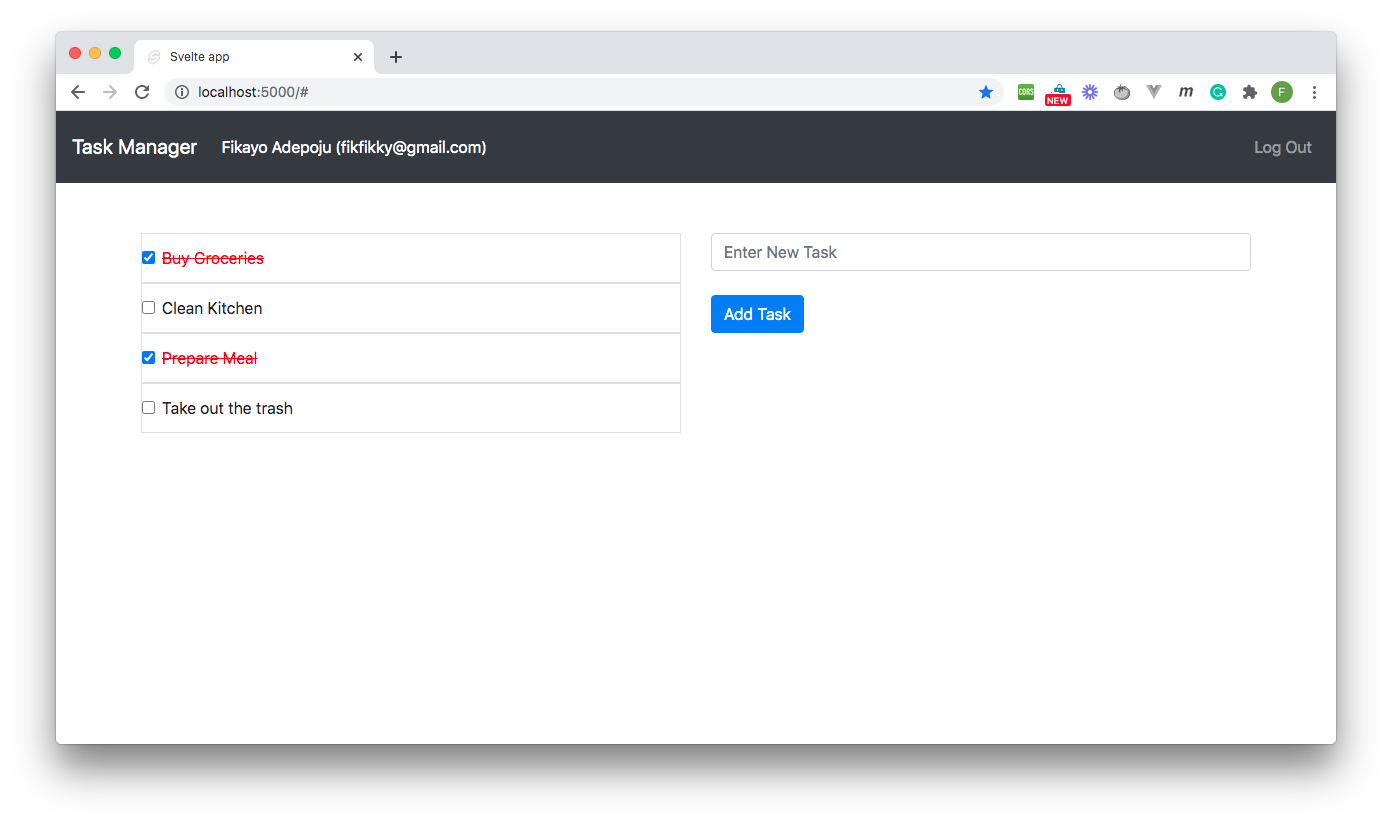 Svelte app
localhost:5000/#
CORS
NEW
m
G
F
Task Manager
Fikayo Adepoju (fikfikky@gmail.com)
Log Out
Buy Groceries
Clean Kitchen
Prepare Meal
Take out the trash
Enter New Task
Add Task